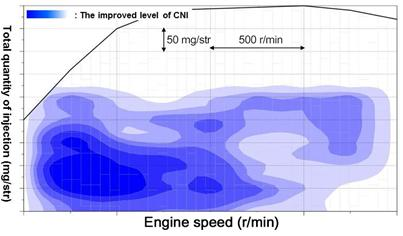 : The improved level of CNI
50 mg/str
500 r/min
Total quantity
of injection (mg/str)
Engine speed (r/min)